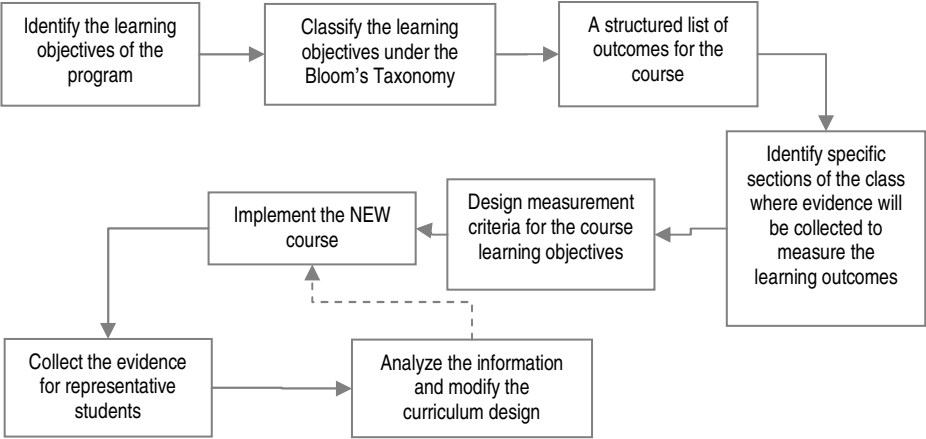 Identify the learning
objectives of the
program
Classify the learning
objectives under the
Bloom's Taxonomy
A structured list of
outcomes for the
course
Identify specific
sections of the class
where evidence will
be collected to
measure the
learning outcomes
Design measurement
criteria for the course
learning objectives
Implement the NEW
course
Collect the evidence
for representative
students
Analyze the information
and modify the
curriculum design